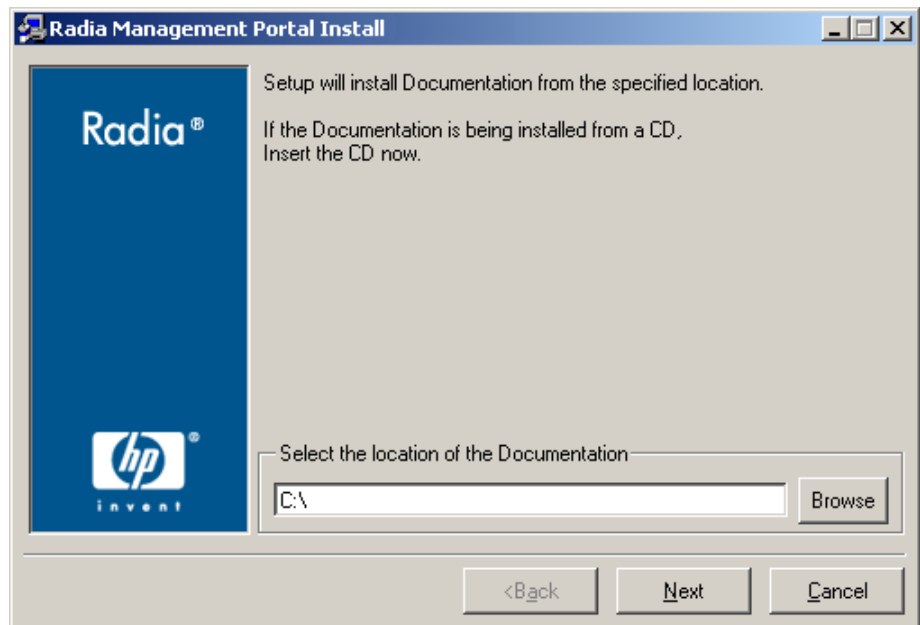 Radia Management Portal Install
Radia®
Setup will install Documentation from the specified location.
If the Documentation is being installed from a CD,
Insert the CD now.
hp®
invent
Select the location of the Documentation
C:\
Browse
<Back
Next
Cancel